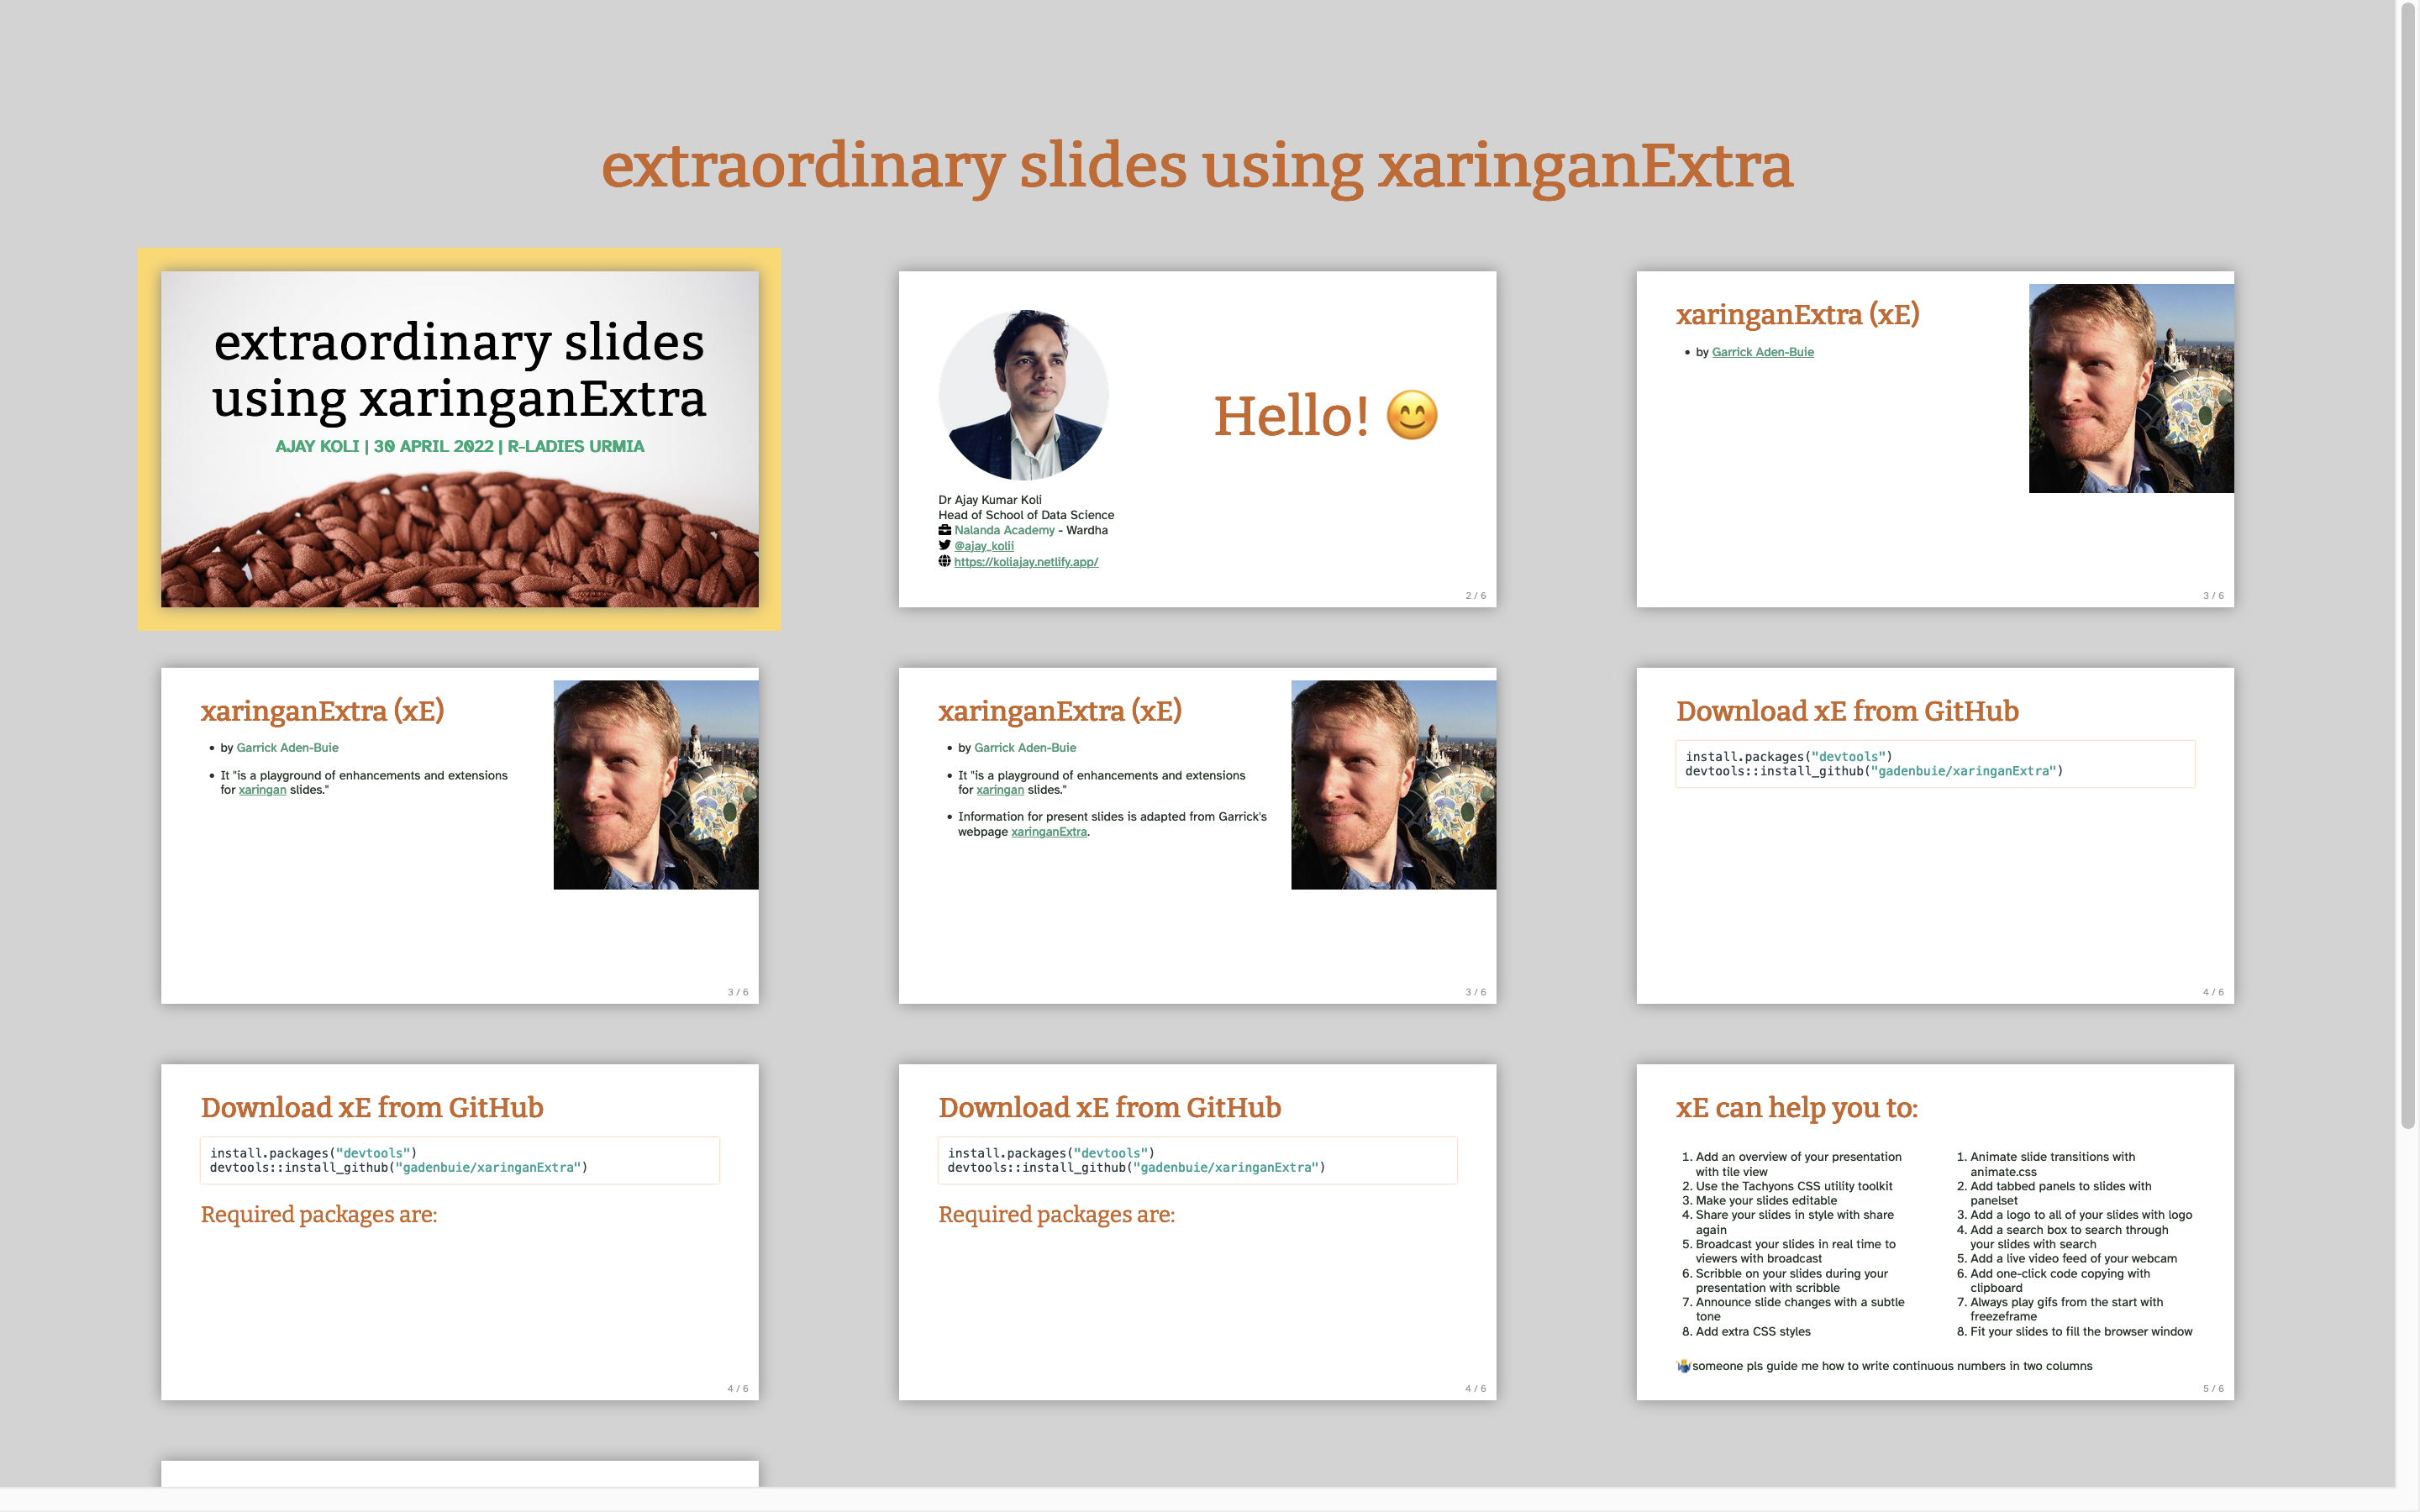 extraordinary slides using xaringanExtra
extraordinary slides
using xaringanExtra
AJAY KOLI | 30 APRIL 2022 | R-LADIES URMIA
Hello! 😊
Dr Ajay Kumar Koli
Head of School of Data Science
Nalanda Academy - Wardha
@ajay_kolii
https://koliajay.netlify.app/
2 / 6
xaringanExtra (xE)
• by Garrick Aden-Buie
3 / 6
xaringanExtra (xE)
• by Garrick Aden-Buie
• It "is a playground of enhancements and extensions
for xaringan slides."
3 / 6
xaringanExtra (xE)
• by Garrick Aden-Buie
• It "is a playground of enhancements and extensions
for xaringan slides."
• Information for present slides is adapted from Garrick's
webpage xaringanExtra.
3 / 6
Download xE from GitHub
install.packages("devtools")
devtools::install_github("gadenbuie/xaringanExtra")
4 / 6
Download xE from GitHub
install.packages("devtools")
devtools::install_github("gadenbuie/xaringanExtra")
Required packages are:
4 / 6
Download xE from GitHub
install.packages("devtools")
devtools::install_github("gadenbuie/xaringanExtra")
Required packages are:
4 / 6
xE can help you to:
1. Add an overview of your presentation
with tile view
2. Use the Tachyons CSS utility toolkit
3. Make your slides editable
4. Share your slides in style with share
again
5. Broadcast your slides in real time to
viewers with broadcast
6. Scribble on your slides during your
presentation with scribble
7. Announce slide changes with a subtle
tone
8. Add extra CSS styles
1. Animate slide transitions with
animate.css
2. Add tabbed panels to slides with
panelset
3. Add a logo to all of your slides with logo
4. Add a search box to search through
your slides with search
5. Add a live video feed of your webcam
6. Add one-click code copying with
clipboard
7. Always play gifs from the start with
freezeframe
8. Fit your slides to fill the browser window
🤷someone pls guide me how to write continuous numbers in two columns
5 / 6